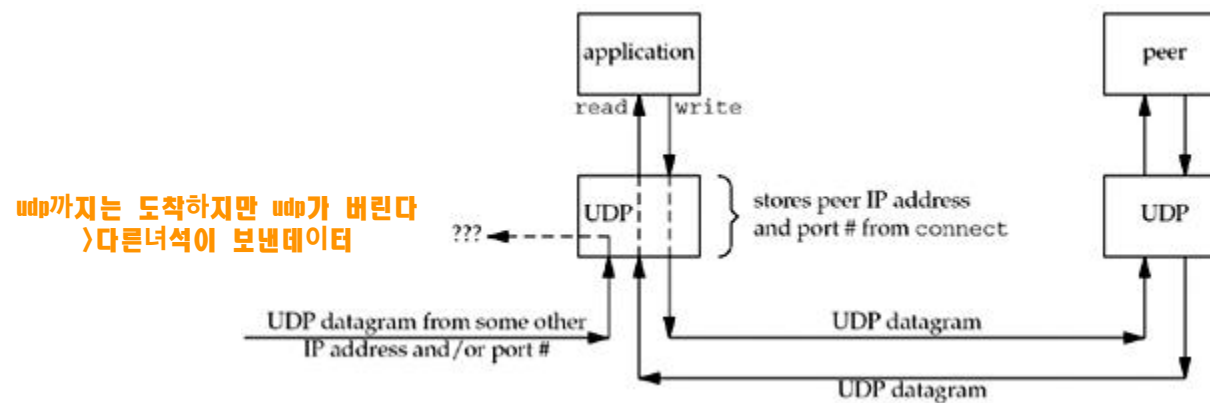 application
peer
read
write
udp까지는 도착하지만 udp가 버린다
>다른녀석이 보낸데이터
???
UDP
stores peer IP address
and port # from connect
UDP
UDP datagram from some other
IP address and/or port #
UDP datagram
UDP datagram